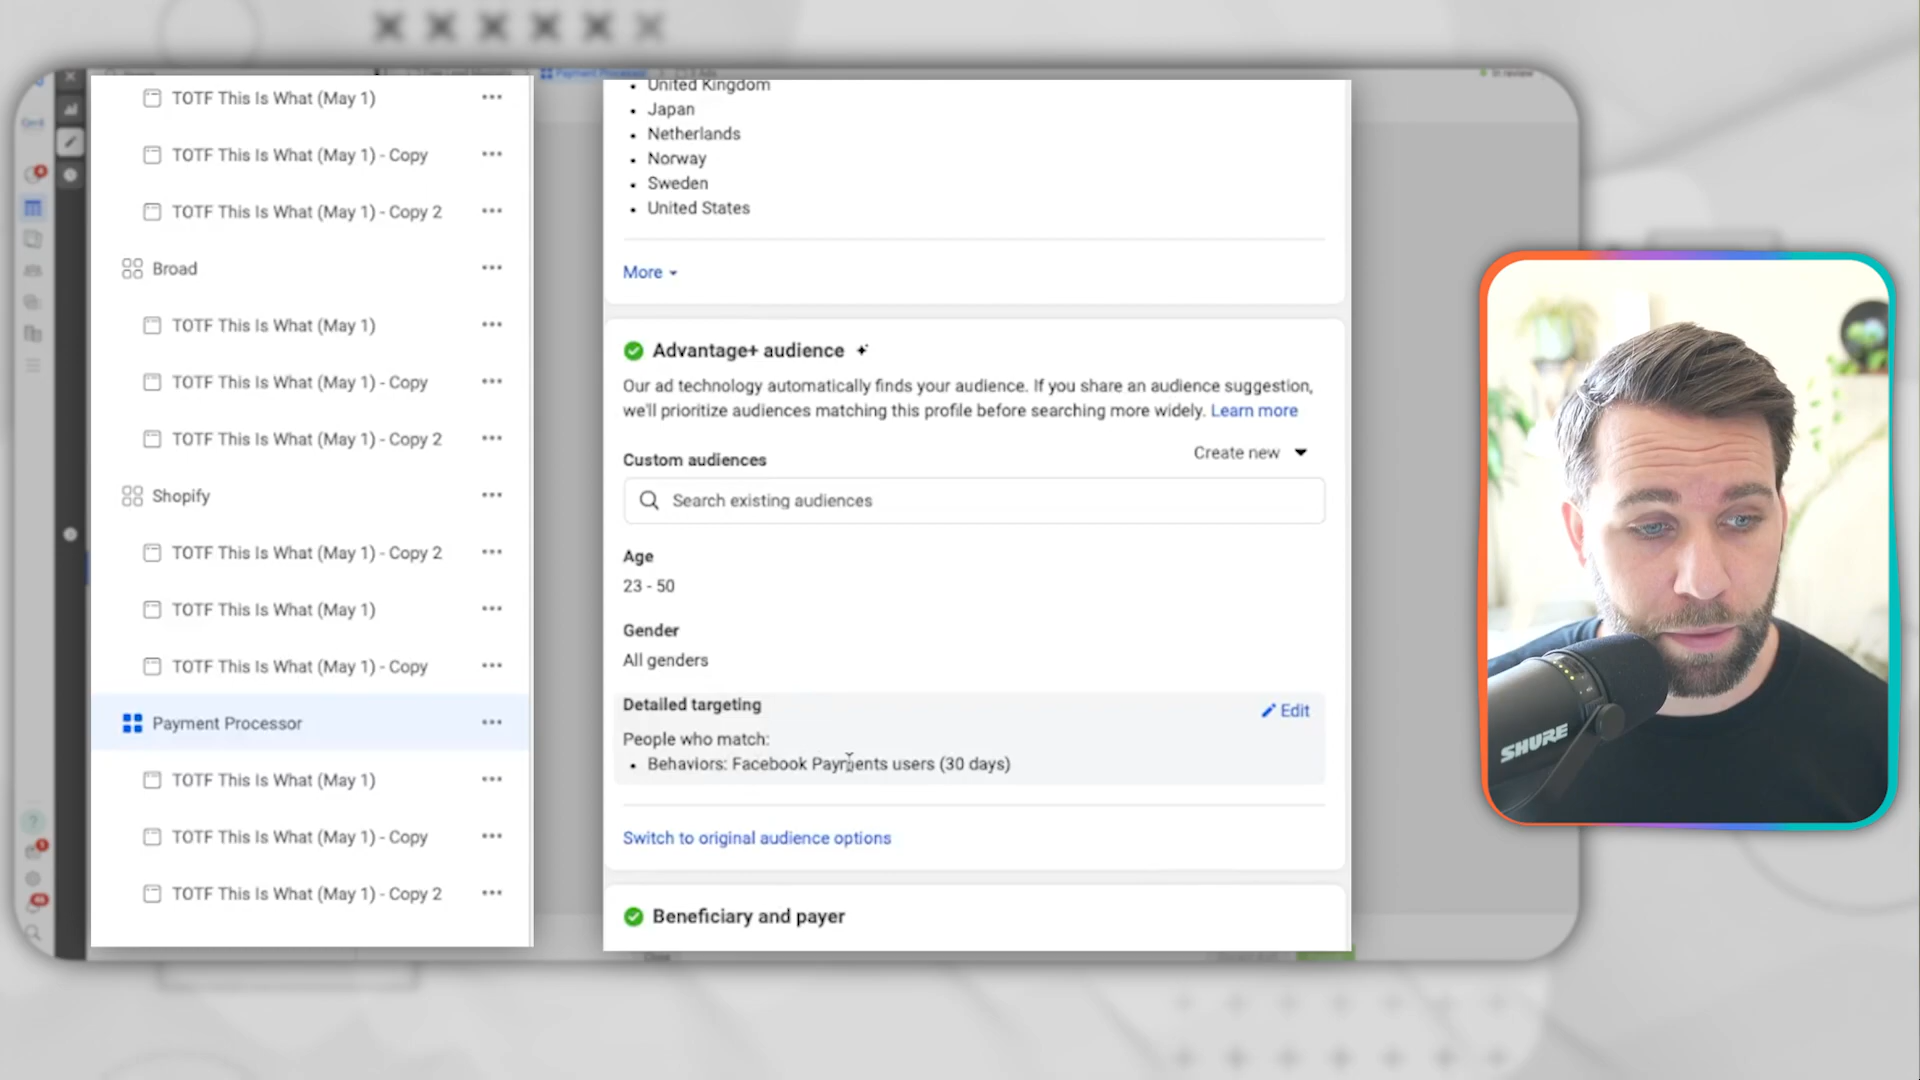 Payment Processor
In review
TOTF This Is What (May 1)
TOTF This Is What (May 1) - Copy
TOTF This Is What (May 1) - Copy 2
Broad
TOTF This Is What (May 1)
TOTF This Is What (May 1) - Copy
TOTF This Is What (May 1) - Copy 2
Shopify
TOTF This Is What (May 1) - Copy 2
TOTF This Is What (May 1)
TOTF This Is What (May 1) - Copy
Payment Processor
TOTF This Is What (May 1)
TOTF This Is What (May 1) - Copy
TOTF This Is What (May 1) - Copy 2
• United Kingdom
• Japan
• Netherlands
• Norway
• Sweden
• United States
More
Advantage+ audience
Our ad technology automatically finds your audience. If you share an audience suggestion,
we'll prioritize audiences matching this profile before searching more widely. Learn more
Custom audiences
Create new
Search existing audiences
Age
23 - 50
Gender
All genders
Detailed targeting
Edit
People who match:
• Behaviors: Facebook Payments users (30 days)
Switch to original audience options
Beneficiary and payer
SHURE